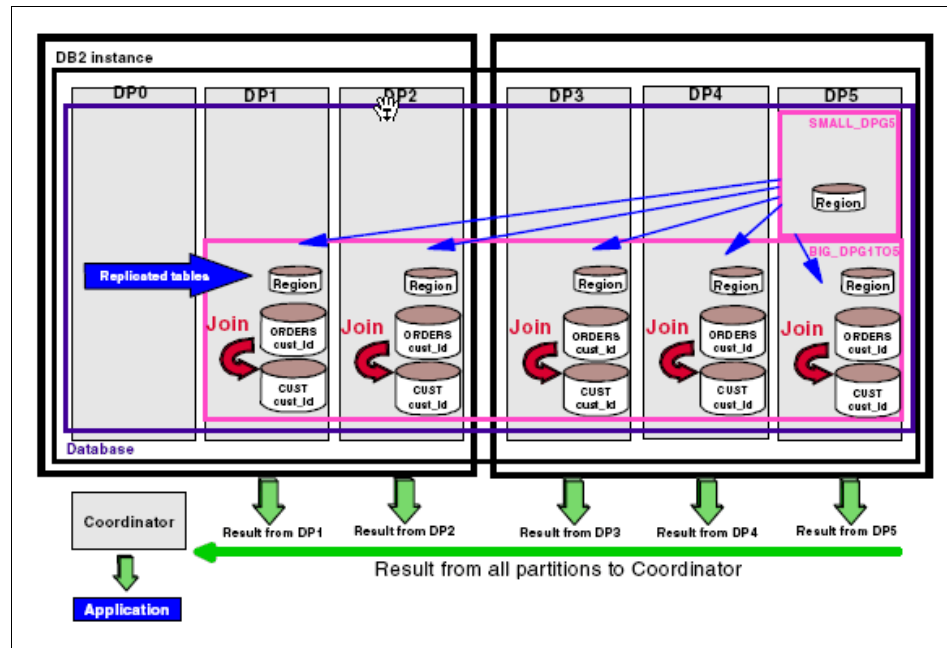 DB2 instance
DP0
DP1
DP2
DP3
DP4
DP5
SMALL_DPG5
Region
BIG_DPG1TO5
Replicated tables
Region
Region
Region
Region
Region
Join
ORDERS
cust_id
CUST
cust_id
Join
ORDERS
cust_id
CUST
cust_id
Join
ORDERS
cust_id
CUST
cust_id
Join
ORDERS
cust_id
CUST
cust_id
Join
ORDERS
cust_id
CUST
cust_id
Database
Coordinator
Result from DP1
Result from DP2
Result from DP3
Result from DP4
Result from DP5
Result from all partitions to Coordinator
Application